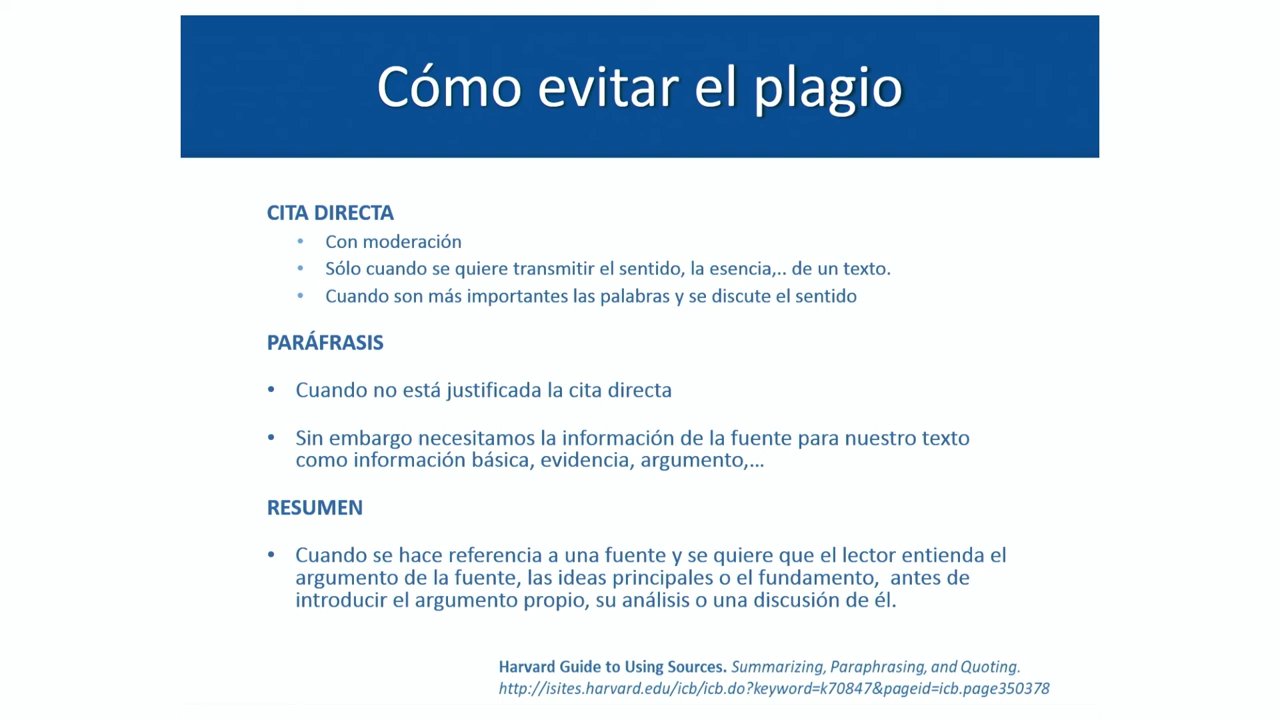 Cómo evitar el plagio
CITA DIRECTA
• Con moderación
• Sólo cuando se quiere transmitir el sentido, la esencia,.. de un texto.
• Cuando son más importantes las palabras y se discute el sentido
PARÁFRASIS
• Cuando no está justificada la cita directa
• Sin embargo necesitamos la información de la fuente para nuestro texto
como información básica, evidencia, argumento,...
RESUMEN
• Cuando se hace referencia a una fuente y se quiere que el lector entienda el
argumento de la fuente, las ideas principales o el fundamento, antes de
introducir el argumento propio, su análisis o una discusión de él.
Harvard Guide to Using Sources. Summarizing, Paraphrasing, and Quoting.
http://isites.harvard.edu/icb/icb.do?keyword=k70847&pageid=icb.page350378